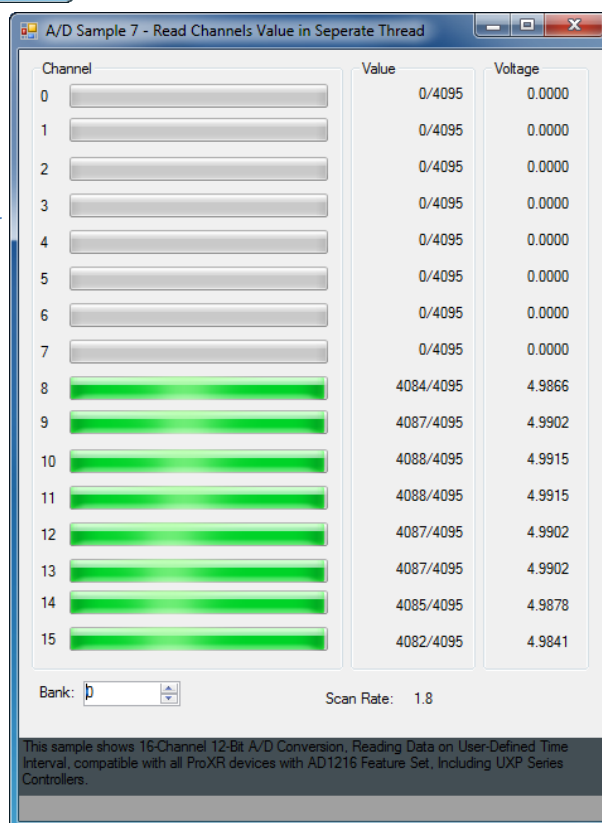 A/D Sample 7 - Read Channels Value in Seperate Thread
Channel Value Voltage
0 0/4095 0.0000
1 0/4095 0.0000
2 0/4095 0.0000
3 0/4095 0.0000
4 0/4095 0.0000
5 0/4095 0.0000
6 0/4095 0.0000
7 0/4095 0.0000
8 4084/4095 4.9866
9 4087/4095 4.9902
10 4088/4095 4.9915
11 4088/4095 4.9915
12 4087/4095 4.9902
13 4087/4095 4.9902
14 4085/4095 4.9878
15 4082/4095 4.9841
Bank: 0 Scan Rate: 1.8
This sample shows 16-Channel 12-Bit A/D Conversion, Reading Data on User-Defined Time
Interval, compatible with all ProXR devices with AD1216 Feature Set, Including UXP Series
Controllers.